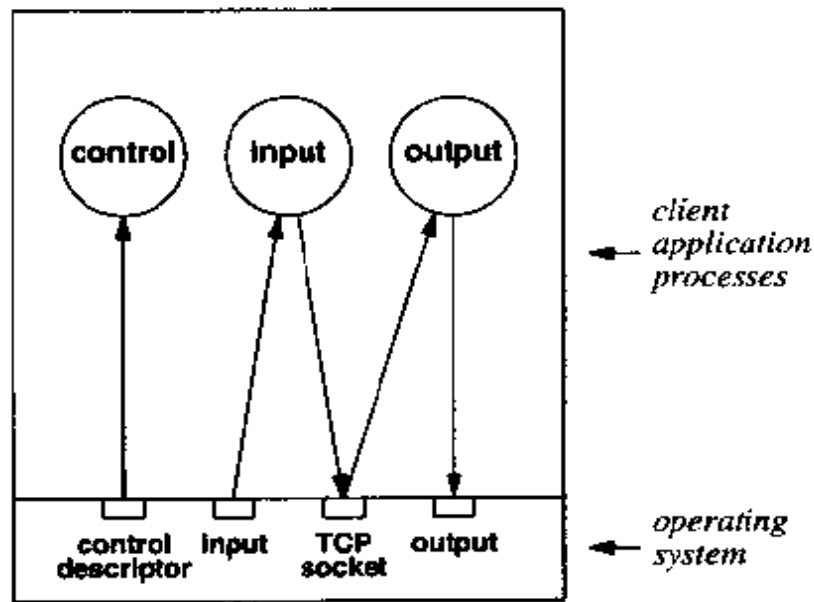 control
input
output
client
application
processes
control
descriptor
input
TCP
socket
output
operating
system